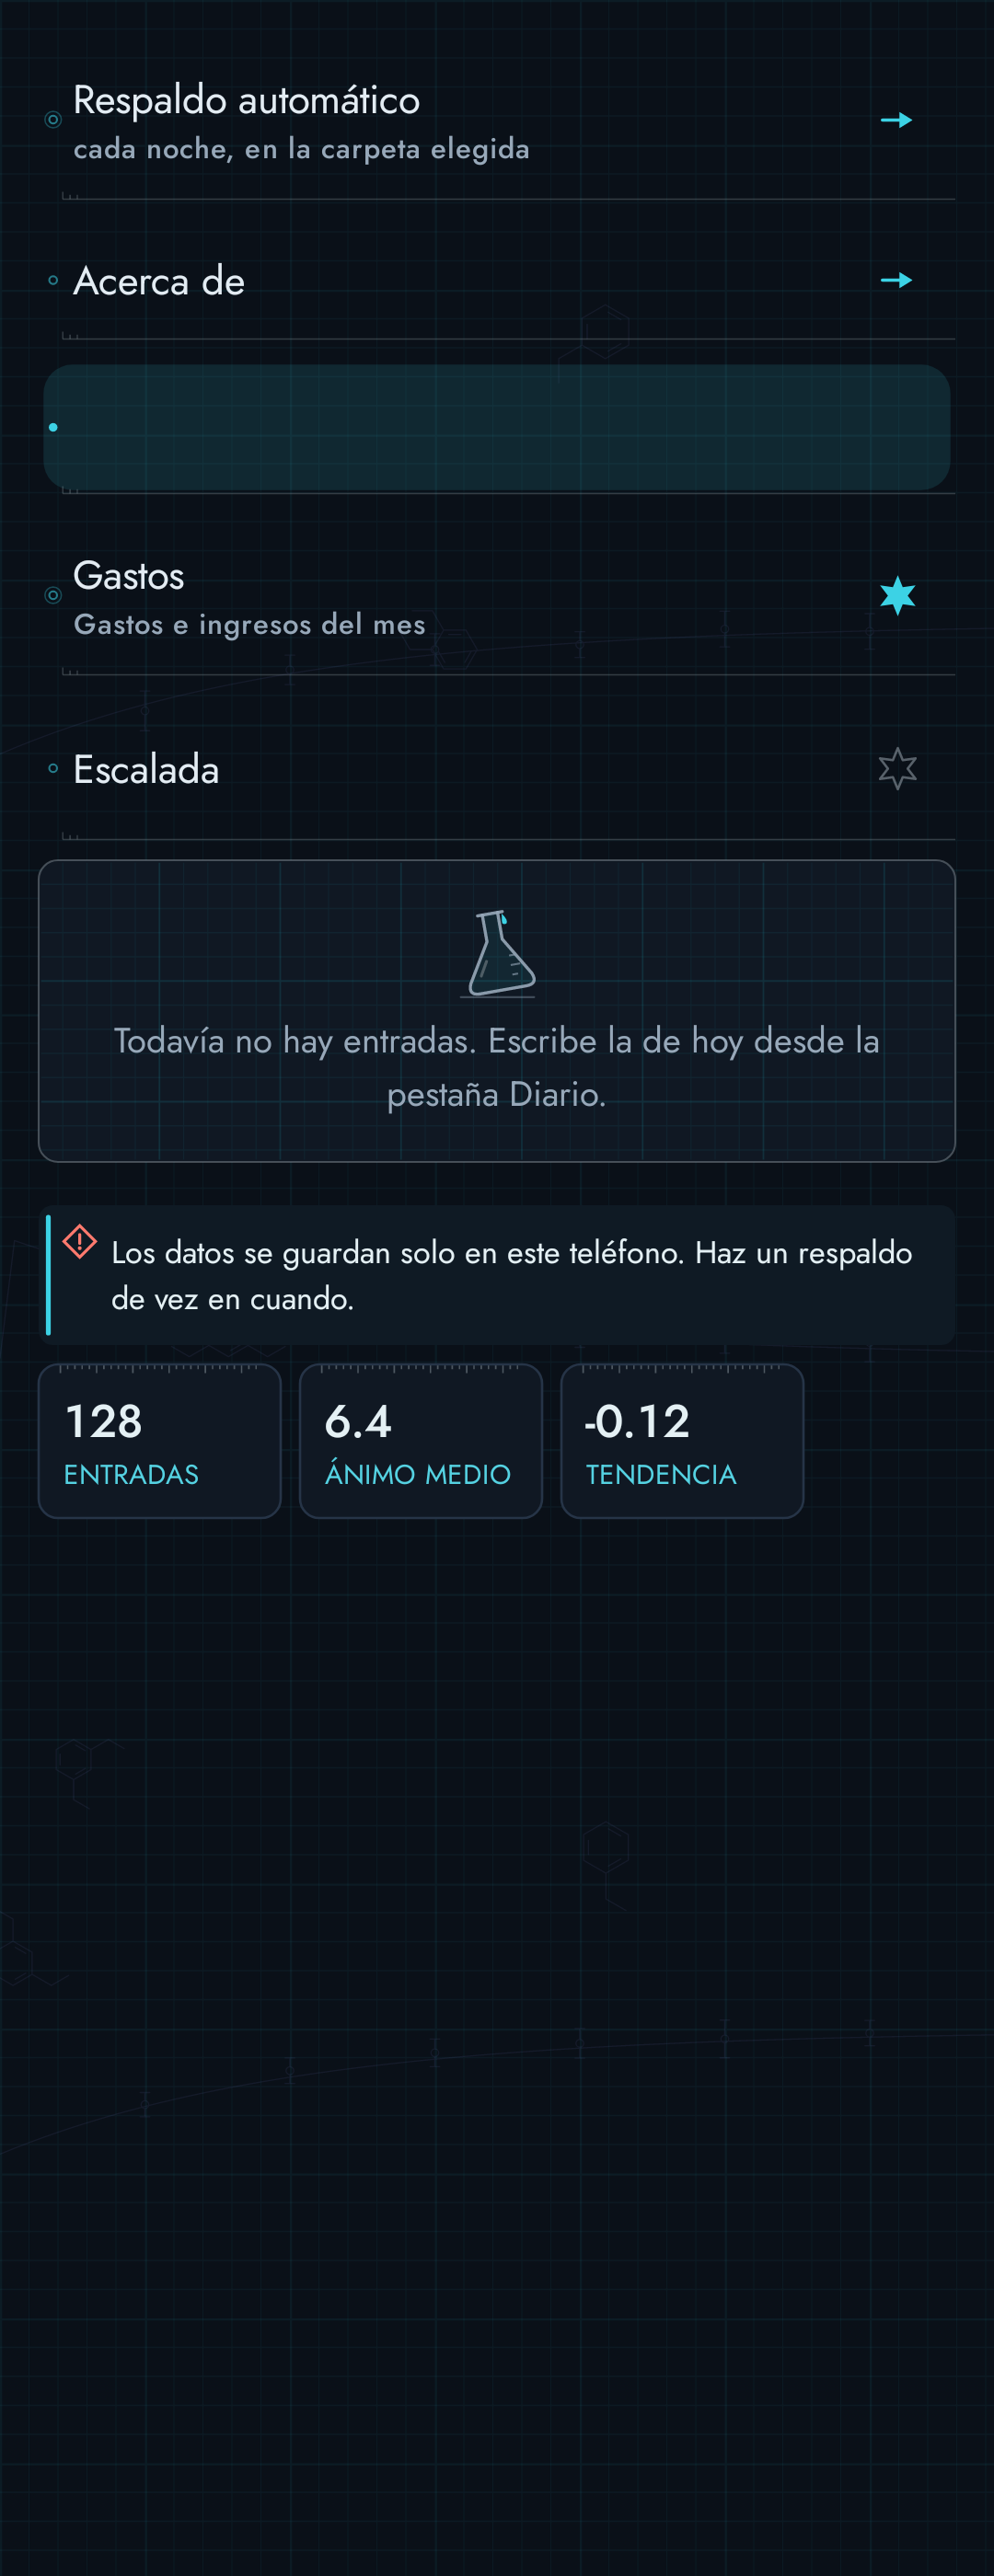 Respaldo automático
cada noche, en la carpeta elegida
Acerca de
Gastos
Gastos e ingresos del mes
Escalada
Todavía no hay entradas. Escribe la de hoy desde la
pestaña Diario.
Los datos se guardan solo en este teléfono. Haz un respaldo
de vez en cuando.
128
ENTRADAS
6.4
ÁNIMO MEDIO
-0.12
TENDENCIA